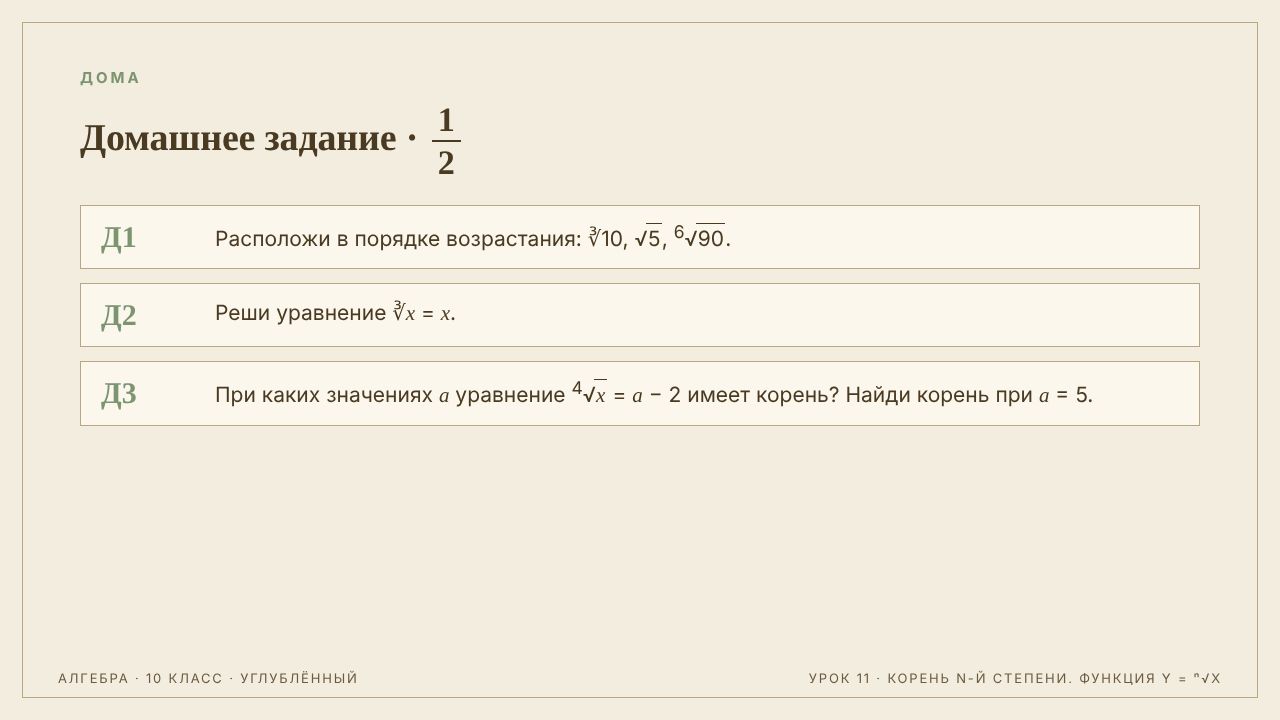 ДОМА
Домашнее задание · 1/2
Д1 Расположи в порядке возрастания: ∛10, √5, ⁶√90.
Д2 Реши уравнение ∛x = x.
Д3 При каких значениях a уравнение ⁴√x = a − 2 имеет корень? Найди корень при a = 5.
АЛГЕБРА · 10 КЛАСС · УГЛУБЛЁННЫЙ
УРОК 11 · КОРЕНЬ N-Й СТЕПЕНИ. ФУНКЦИЯ Y = ⁿ√X